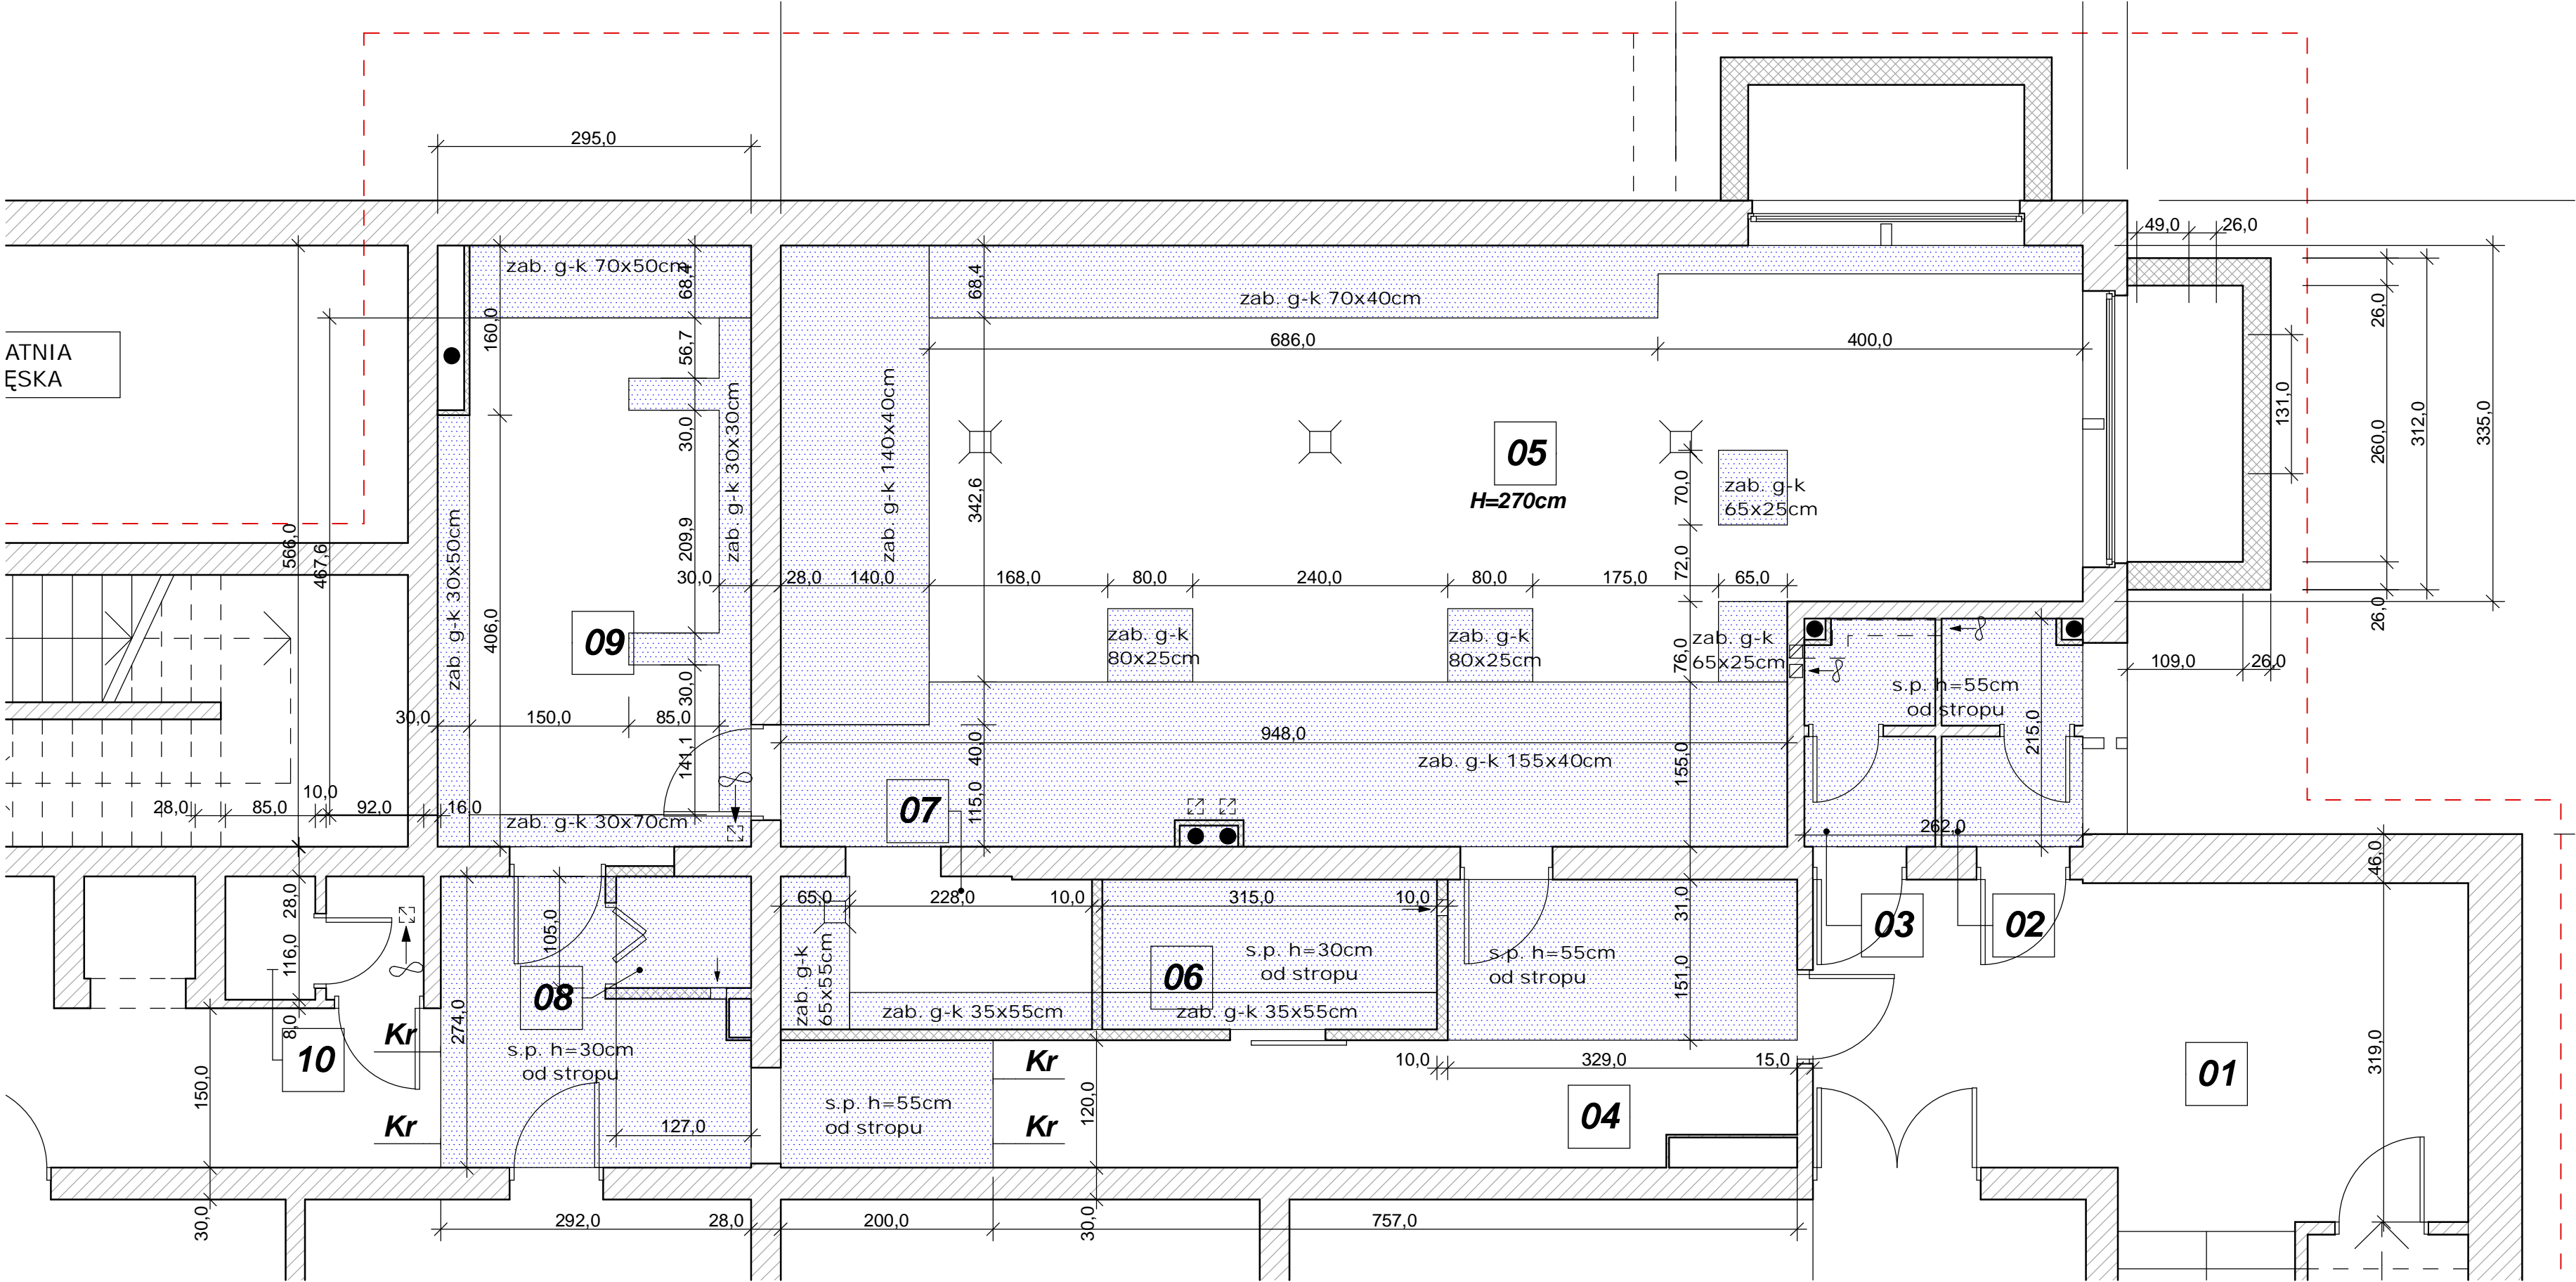 295,0
49,0
26,0
zab. g-k 70x50cm
68,4
68,4
zab. g-k 70x40cm
26,0
160,0
56,7
686,0
400,0
ATNIA
ĘSKA
zab. g-k 30x30cm
zab. g-k 140x40cm
131,0
260,0
312,0
335,0
30,0
05
H=270cm
342,6
70,0
zab. g-k
65x25cm
566,0
467,6
zab. g-k 30x50cm
209,9
72,0
30,0
28,0
140,0
168,0
80,0
240,0
80,0
175,0
65,0
26,0
09
406,0
zab. g-k
80x25cm
zab. g-k
80x25cm
76,0
zab. g-k
65x25cm
109,0
26,0
30,0
s.p. h=55cm
od stropu
215,0
30,0
150,0
85,0
141,1
40,0
948,0
zab. g-k 155x40cm
155,0
28,0
85,0
10,0
92,0
16,0
zab. g-k 30x70cm
07
115,0
262,0
46,0
28,0
65,0
228,0
10,0
315,0
10,0
31,0
03
02
116,0
105,0
zab. g-k
65x55cm
06
s.p. h=30cm
od stropu
s.p. h=55cm
od stropu
151,0
08
zab. g-k 35x55cm
zab. g-k 35x55cm
8,0
274,0
Kr
10
s.p. h=30cm
od stropu
Kr
10,0
329,0
15,0
319,0
01
150,0
Kr
127,0
s.p. h=55cm
od stropu
Kr
120,0
04
30,0
292,0
28,0
200,0
30,0
757,0